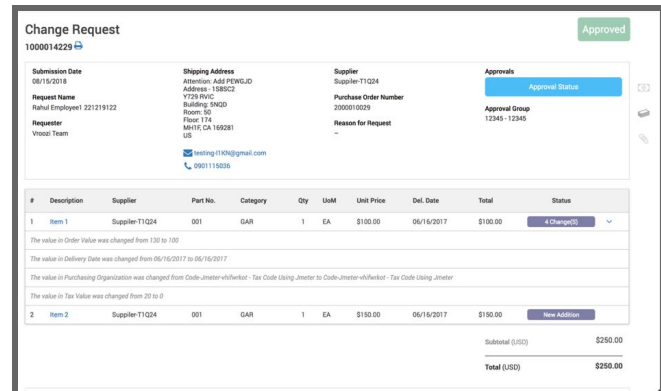 Change Request
Approved
1000014229
Submission Date
08/15/2018
Request Name
Rahul Employee1 221219122
Requester
Vroozi Team
Shipping Address
Attention: Add PEWGJD
Address - 1S8SC2
Y729 RVIC
Building: 5NQD
Room: 50
Floor: 174
MH1F, CA 169281
US
testing-I1KN@gmail.com
0901115036
Supplier
Suppiler-T1Q24
Purchase Order Number
2000010029
Reason for Request
–
Approvals
Approval Status
Approval Group
12345 - 12345
# Description Supplier Part No. Category Qty UoM Unit Price Del. Date Total Status
1 Item 1 Suppiler-T1Q24 001 GAR 1 EA $100.00 06/16/2017 $100.00 4 Change(S)
The value in Order Value was changed from 130 to 100
The value in Delivery Date was changed from 06/16/2017 to 06/16/2017
The value in Purchasing Organization was changed from Code-Jmeter-vhifwrkot - Tax Code Using Jmeter to Code-Jmeter-vhifwrkot - Tax Code Using Jmeter
The value in Tax Value was changed from 20 to 0
2 Item 2 Suppiler-T1Q24 001 GAR 1 EA $150.00 06/16/2017 $150.00 New Addition
Subtotal (USD) $250.00
Total (USD) $250.00